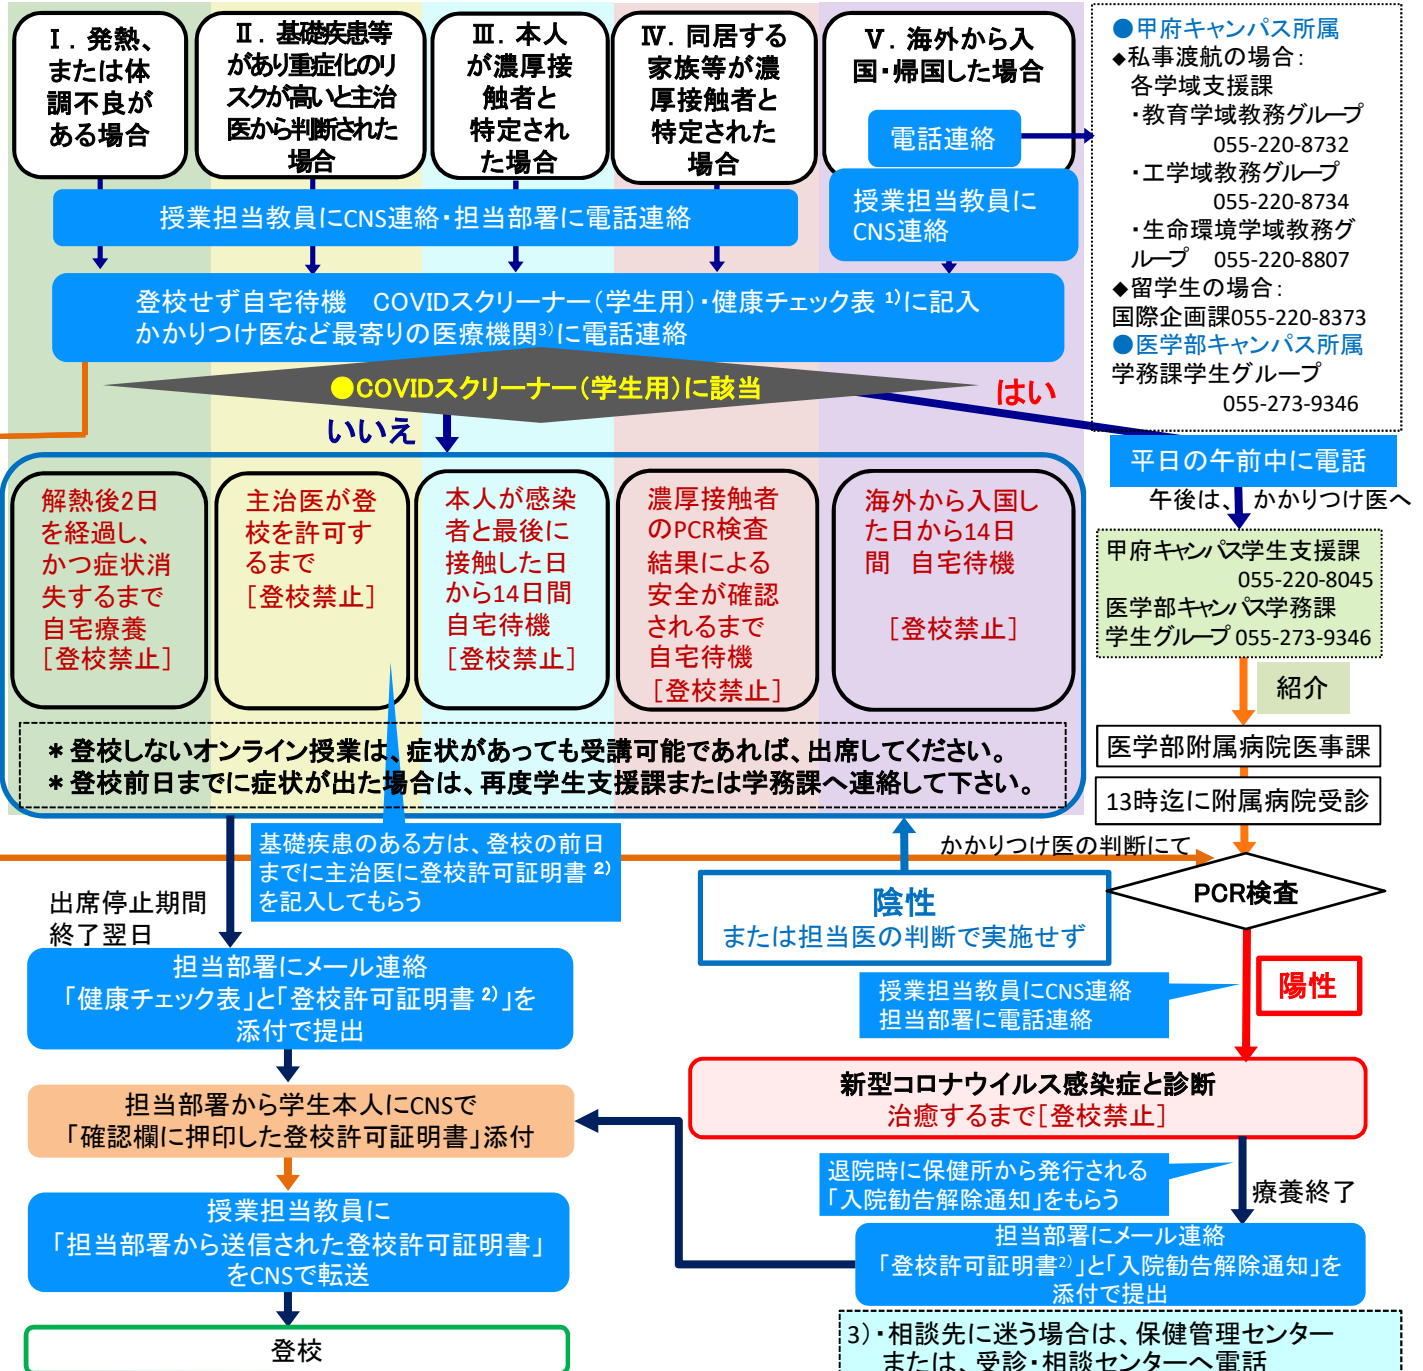 Ⅰ．発熱、
または体
調不良が
ある場合
Ⅱ．基礎疾患等
があり重症化のリ
スクが高いと主治
医から判断された
場合
Ⅲ．本人
が濃厚接
触者と
特定され
た場合
Ⅳ．同居する
家族等が濃
厚接触者と
特定された
場合
Ⅴ．海外から入
国・帰国した場合
電話連絡
●甲府キャンパス所属
◆私事渡航の場合：
各学域支援課
・教育学域教務グループ
055-220-8732
・工学域教務グループ
055-220-8734
・生命環境学域教務グ
ループ　055-220-8807
◆留学生の場合：
国際企画課055-220-8373
●医学部キャンパス所属
学務課学生グループ
055-273-9346
授業担当教員にCNS連絡・担当部署に電話連絡
授業担当教員に
CNS連絡
登校せず自宅待機　COVIDスクリーナー（学生用）・健康チェック表 1）に記入
かかりつけ医など最寄りの医療機関3）に電話連絡
●COVIDスクリーナー（学生用）に該当
はい
いいえ
平日の午前中に電話
午後は、かかりつけ医へ
甲府キャンパス学生支援課
055-220-8045
医学部キャンパス学務課
学生グループ 055-273-9346
紹介
医学部附属病院医事課
13時迄に附属病院受診
解熱後2日
を経過し、
かつ症状消
失するまで
自宅療養
［登校禁止］
主治医が登
校を許可す
るまで
［登校禁止］
本人が感染
者と最後に
接触した日
から14日間
自宅待機
［登校禁止］
濃厚接触者
のPCR検査
結果による
安全が確認
されるまで
自宅待機
［登校禁止］
海外から入国し
た日から14日
間　自宅待機
［登校禁止］
＊登校しないオンライン授業は、症状があっても受講可能であれば、出席してください。
＊登校前日までに症状が出た場合は、再度学生支援課または学務課へ連絡して下さい。
基礎疾患のある方は、登校の前日
までに主治医に登校許可証明書 2）
を記入してもらう
かかりつけ医の判断にて
PCR検査
陰性
または担当医の判断で実施せず
出席停止期間
終了翌日
担当部署にメール連絡
「健康チェック表」と「登校許可証明書 2）」を
添付で提出
授業担当教員にCNS連絡
担当部署に電話連絡
陽性
新型コロナウイルス感染症と診断
治癒するまで［登校禁止］
担当部署から学生本人にCNSで
「確認欄に押印した登校許可証明書」添付
退院時に保健所から発行される
「入院勧告解除通知」をもらう
療養終了
授業担当教員に
「担当部署から送信された登校許可証明書」
をCNSで転送
担当部署にメール連絡
「登校許可証明書2）」と「入院勧告解除通知」を
添付で提出
登校
3）・相談先に迷う場合は、保健管理センター
または、受診・相談センターへ電話